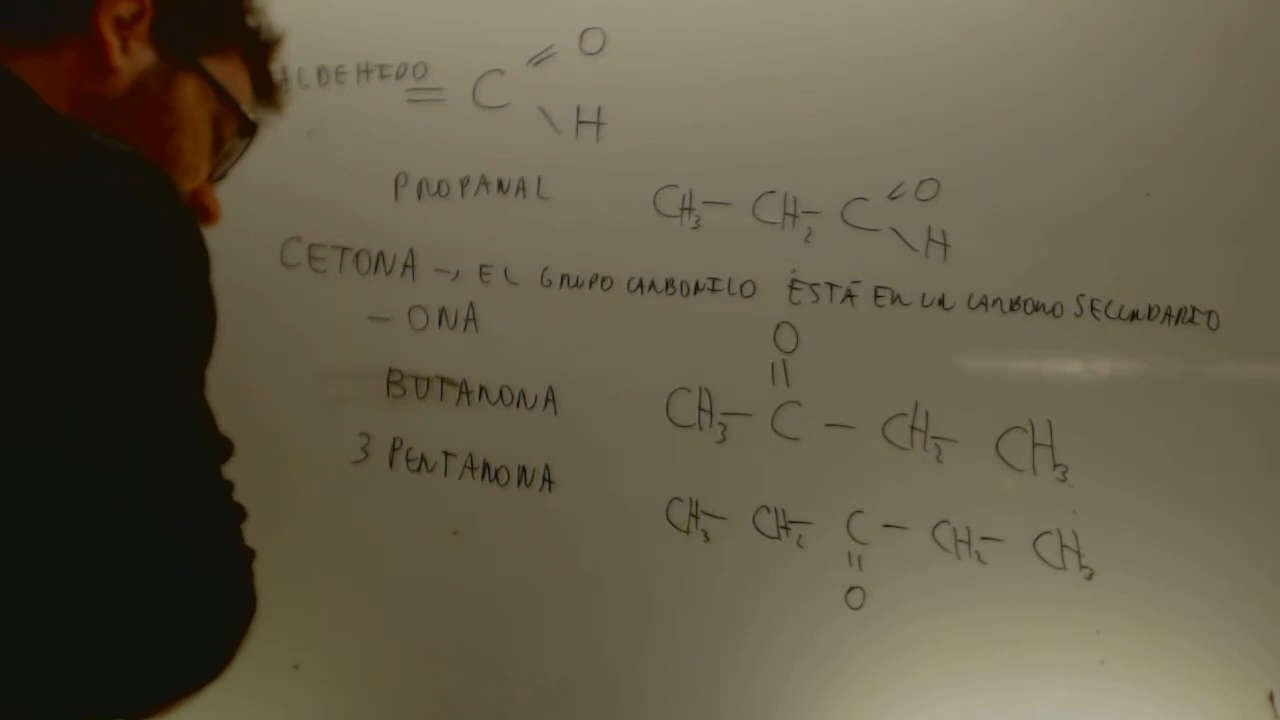 ALDEHIDO = C = O
\ H
PROPANAL CH3 - CH2 - C = O
\ H
CETONA → EL GRUPO CARBONILO ESTÁ EN UN CARBONO SECUNDARIO
- ONA
O
||
BUTANONA CH3 - C - CH2 - CH3
3 PENTANONA CH3 - CH2 - C - CH2 - CH3
||
O